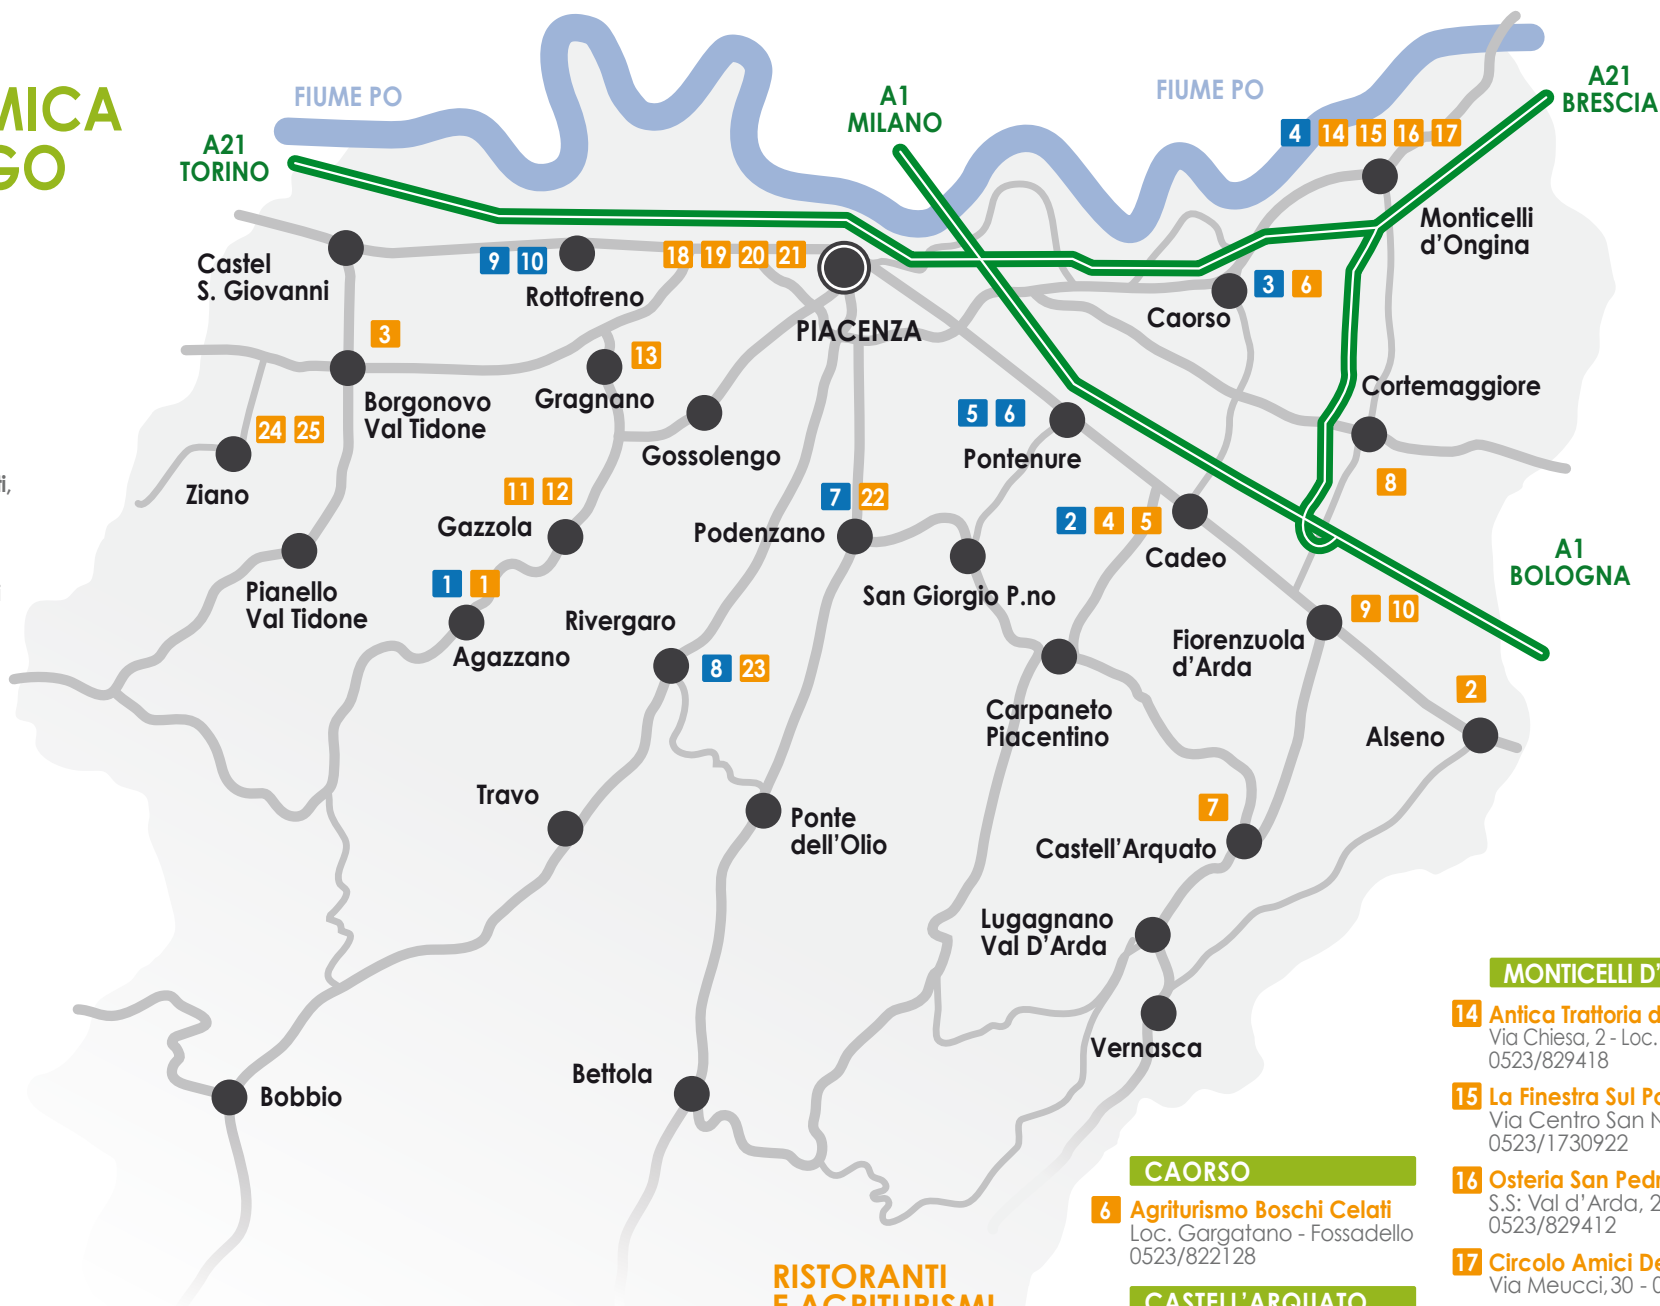 FIUME PO
FIUME PO
A1
MILANO
A21
BRESCIA
A21
TORINO
4 14 15 16 17
Monticelli
d'Ongina
Castel
S. Giovanni
9 10
Rottofreno
18 19 20 21
PIACENZA
3 6
Caorso
3
Borgonovo
Val Tidone
13
Gragnano
Gossolengo
5 6
Pontenure
Cortemaggiore
8
24 25
Ziano
11 12
Gazzola
7 22
Podenzano
2 4 5
Cadeo
A1
BOLOGNA
Pianello
Val Tidone
1 1
Agazzano
Rivergaro
8 23
San Giorgio P.no
9 10
Fiorenzuola
d'Arda
2
Alseno
Carpaneto
Piacentino
Travo
Ponte
dell'Olio
7
Castell'Arquato
Lugagnano
Val D'Arda
Vernasca
Bettola
Bobbio
RISTORANTI
E AGRITURISMI
CAORSO
6 Agriturismo Boschi Celati
Loc. Gargatano - Fossadello
0523/822128
CASTELL'ARQUATO
MONTICELLI
14 Antica Trattoria
Via Chiesa, 2 - Loc.
0523/829418
15 La Finestra Sul
Via Centro San
0523/1730922
16 Osteria San
S.S: Val d'Arda, 2
0523/829412
17 Circolo Amici
Via Meucci, 30 -